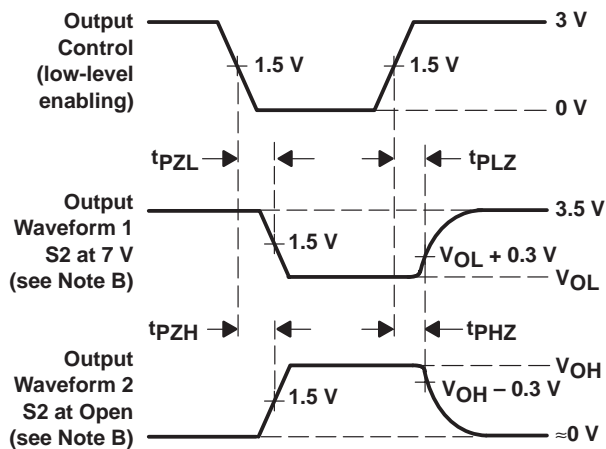 Output
Control
(low-level
enabling)
3 V
1.5 V
1.5 V
0 V
tPZL
tPLZ
Output
Waveform 1
S2 at 7 V
(see Note B)
3.5 V
1.5 V
VOL + 0.3 V
VOL
tPZH
tPHZ
Output
Waveform 2
S2 at Open
(see Note B)
VOH
1.5 V
VOH – 0.3 V
≈0 V